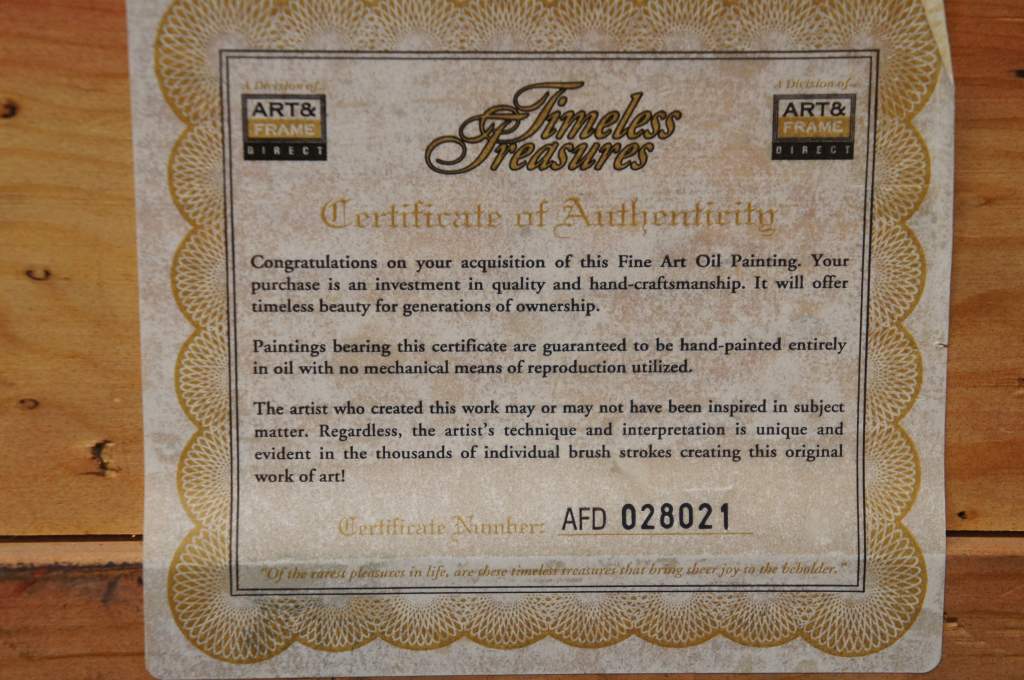 A Division of...
ART&
FRAME
DIRECT
Timeless
Treasures
A Division of...
ART&
FRAME
DIRECT
Certificate of Authenticity
Congratulations on your acquisition of this Fine Art Oil Painting. Your
purchase is an investment in quality and hand-craftsmanship. It will offer
timeless beauty for generations of ownership.
Paintings bearing this certificate are guaranteed to be hand-painted entirely
in oil with no mechanical means of reproduction utilized.
The artist who created this work may or may not have been inspired in subject
matter. Regardless, the artist's technique and interpretation is unique and
evident in the thousands of individual brush strokes creating this original
work of art!
Certificate Number: AFD 028021
"Of the rarest pleasures in life, are these timeless treasures that bring sheer joy to the beholder."